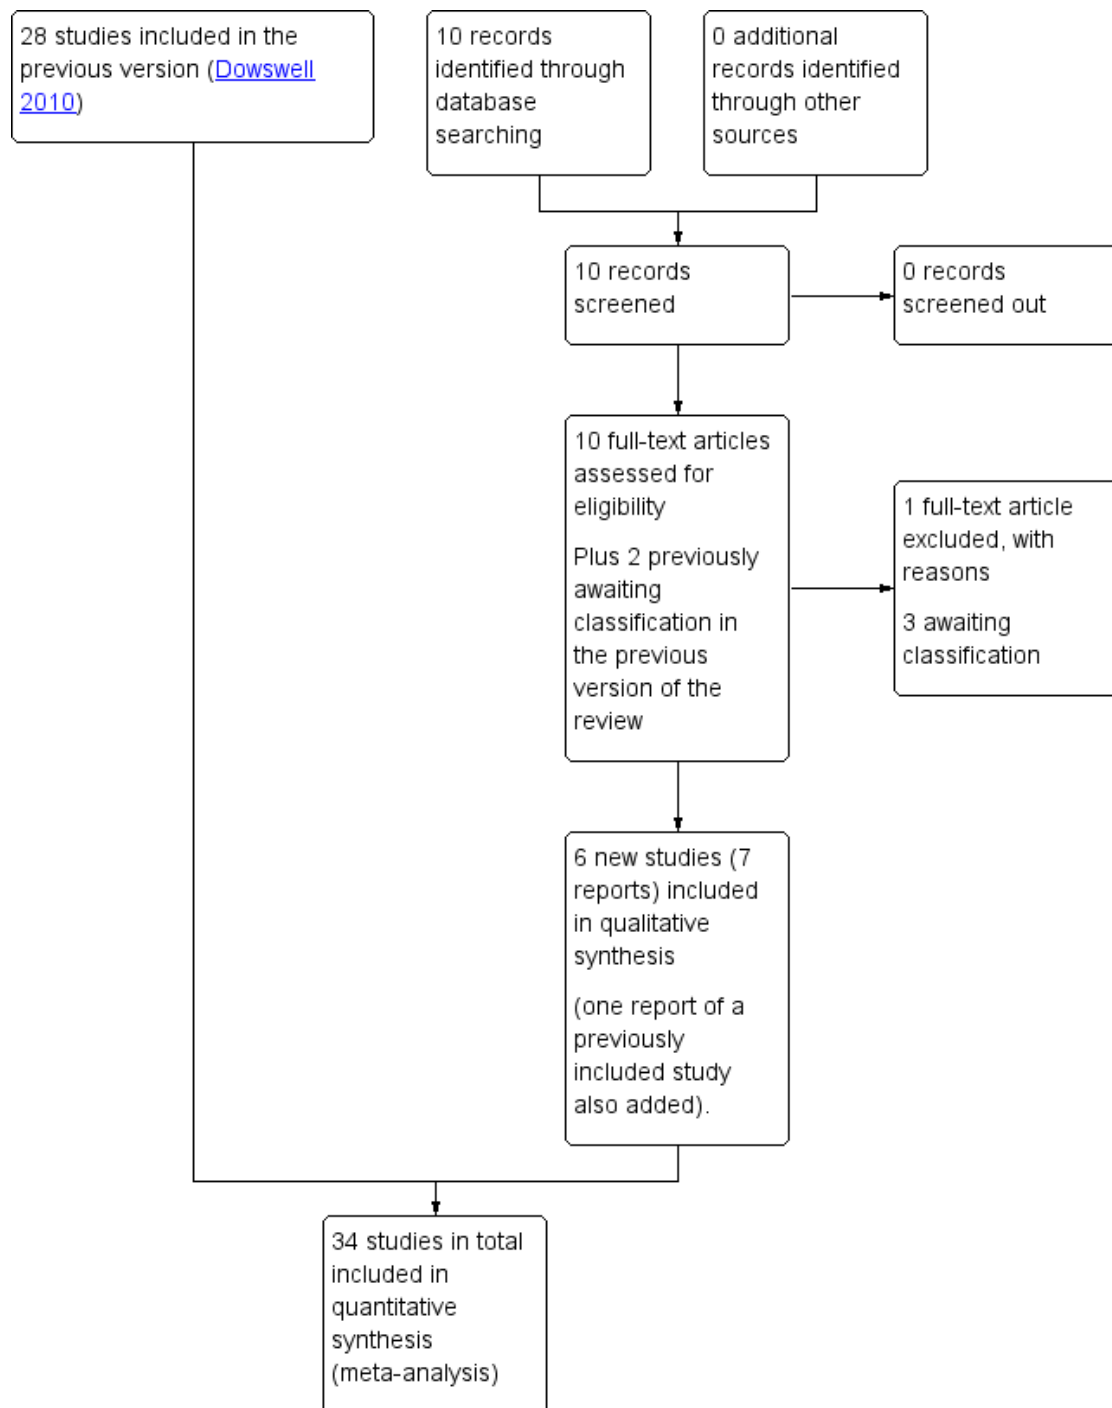 28 studies included in the
previous version (Dowswell
2010)
10 records
identified through
database
searching
0 additional
records identified
through other
sources
10 records
screened
0 records
screened out
10 full-text articles
assessed for
eligibility
Plus 2 previously
awaiting
classification in
the previous
version of the
review
1 full-text article
excluded, with
reasons
3 awaiting
classification
6 new studies (7
reports) included
in qualitative
synthesis
(one report of a
previously
included study
also added).
34 studies in total
included in
quantitative
synthesis
(meta-analysis)